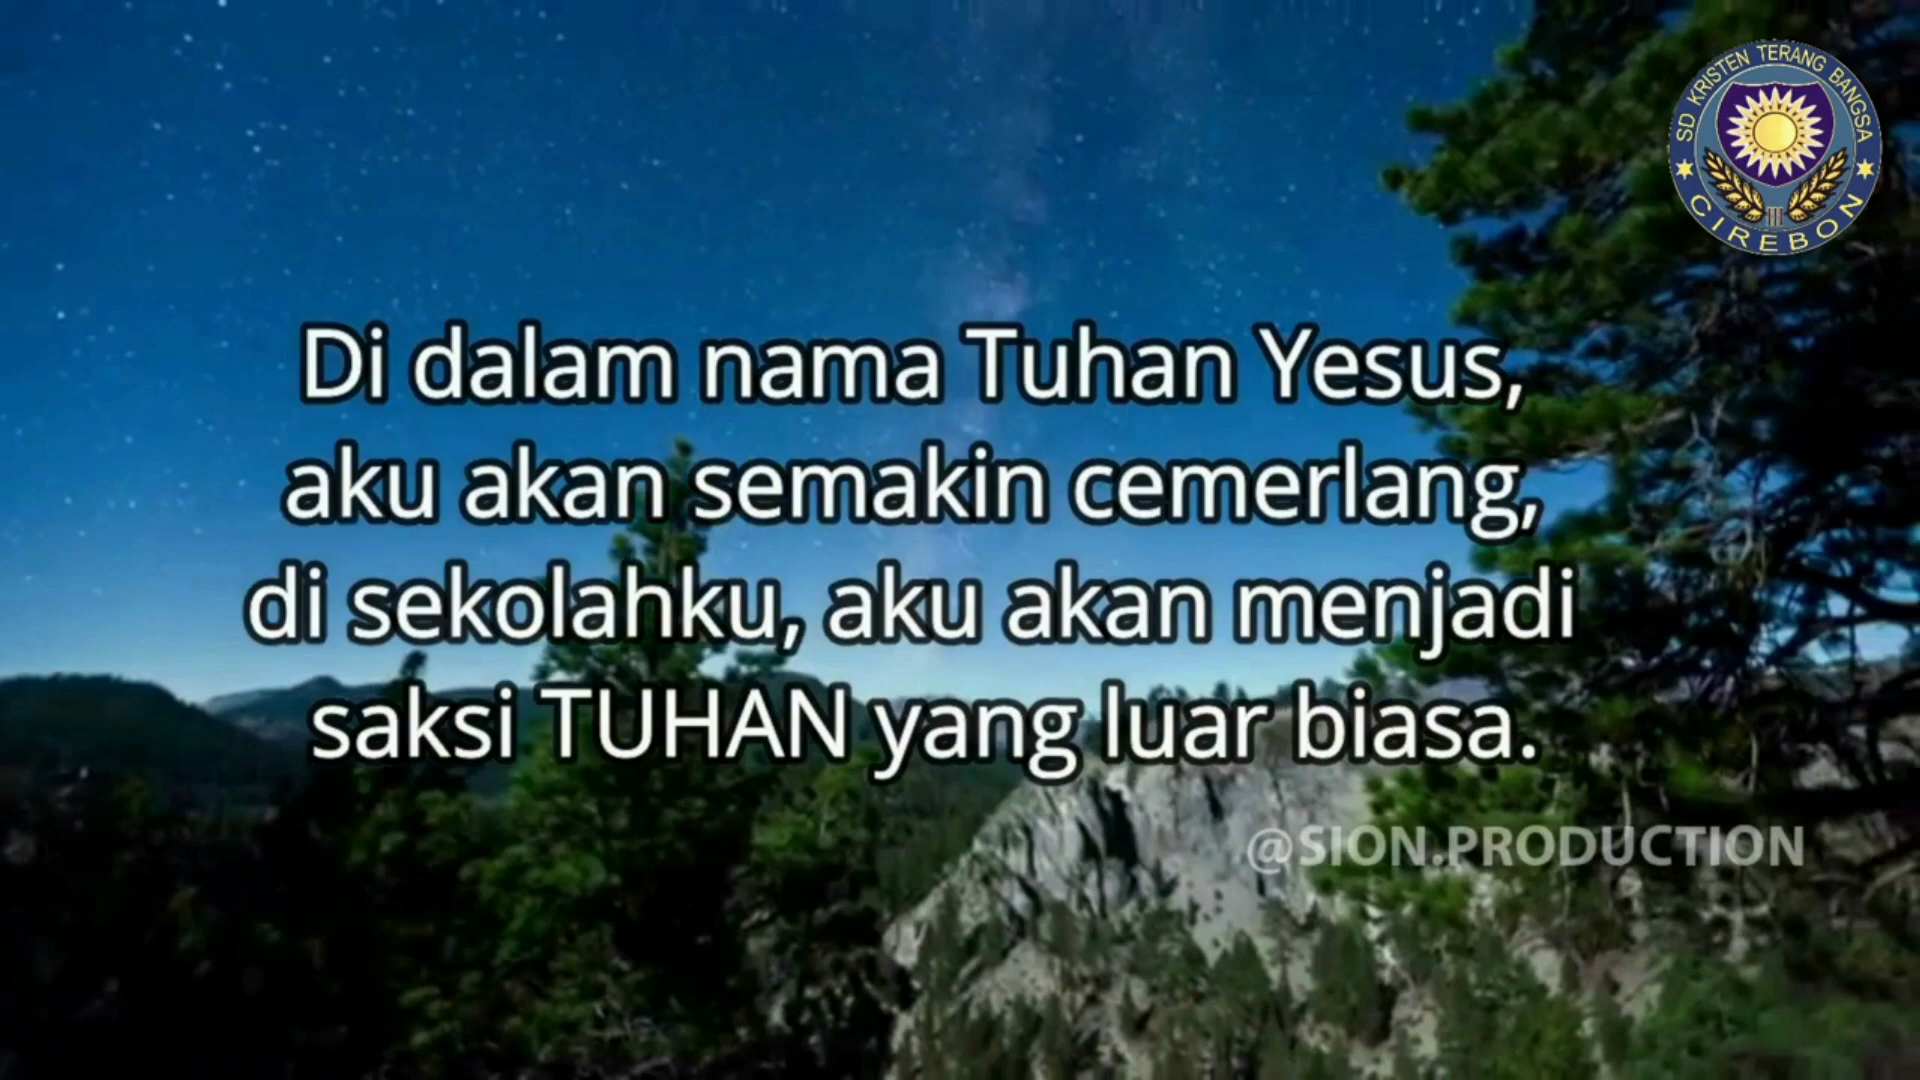 SD KRISTEN TERANG BANGSA
CIREBON
Di dalam nama Tuhan Yesus,
aku akan semakin cemerlang,
di sekolahku, aku akan menjadi
saksi TUHAN yang luar biasa.
@SION.PRODUCTION